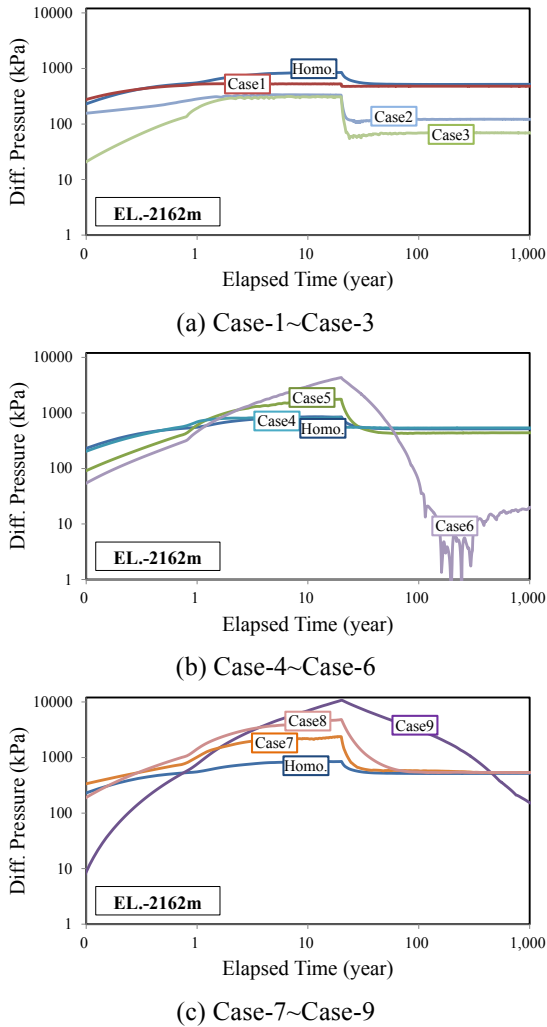 10000
1000
100
10
1
Diff. Pressure (kPa)
Homo.
Case1
Case2
Case3
EL.-2162m
0
1
10
100
1,000
Elapsed Time (year)
(a) Case-1~Case-3
10000
1000
100
10
1
Diff. Pressure (kPa)
Case5
Case4
Homo.
Case6
EL.-2162m
0
1
10
100
1,000
Elapsed Time (year)
(b) Case-4~Case-6
10000
1000
100
10
1
Diff. Pressure (kPa)
Case8
Case9
Case7
Homo.
EL.-2162m
0
1
10
100
1,000
Elapsed Time (year)
(c) Case-7~Case-9